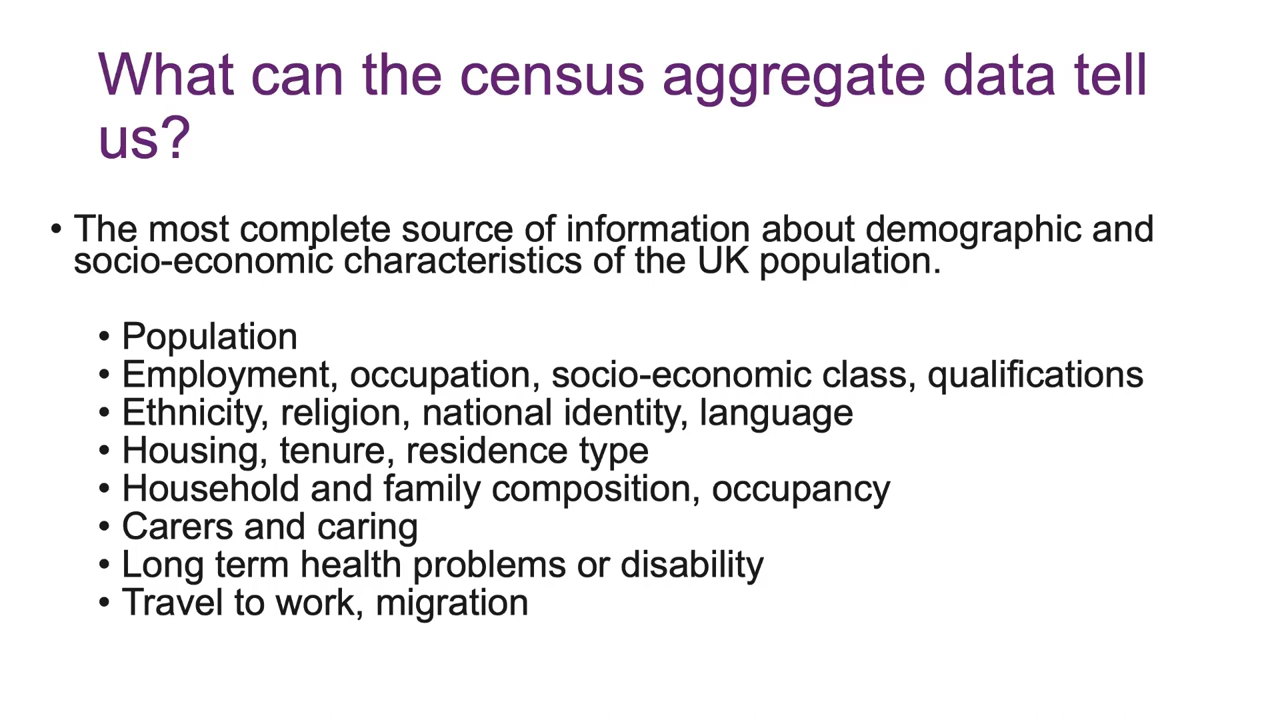 What can the census aggregate data tell
us?
• The most complete source of information about demographic and
socio-economic characteristics of the UK population.
• Population
• Employment, occupation, socio-economic class, qualifications
• Ethnicity, religion, national identity, language
• Housing, tenure, residence type
• Household and family composition, occupancy
• Carers and caring
• Long term health problems or disability
• Travel to work, migration